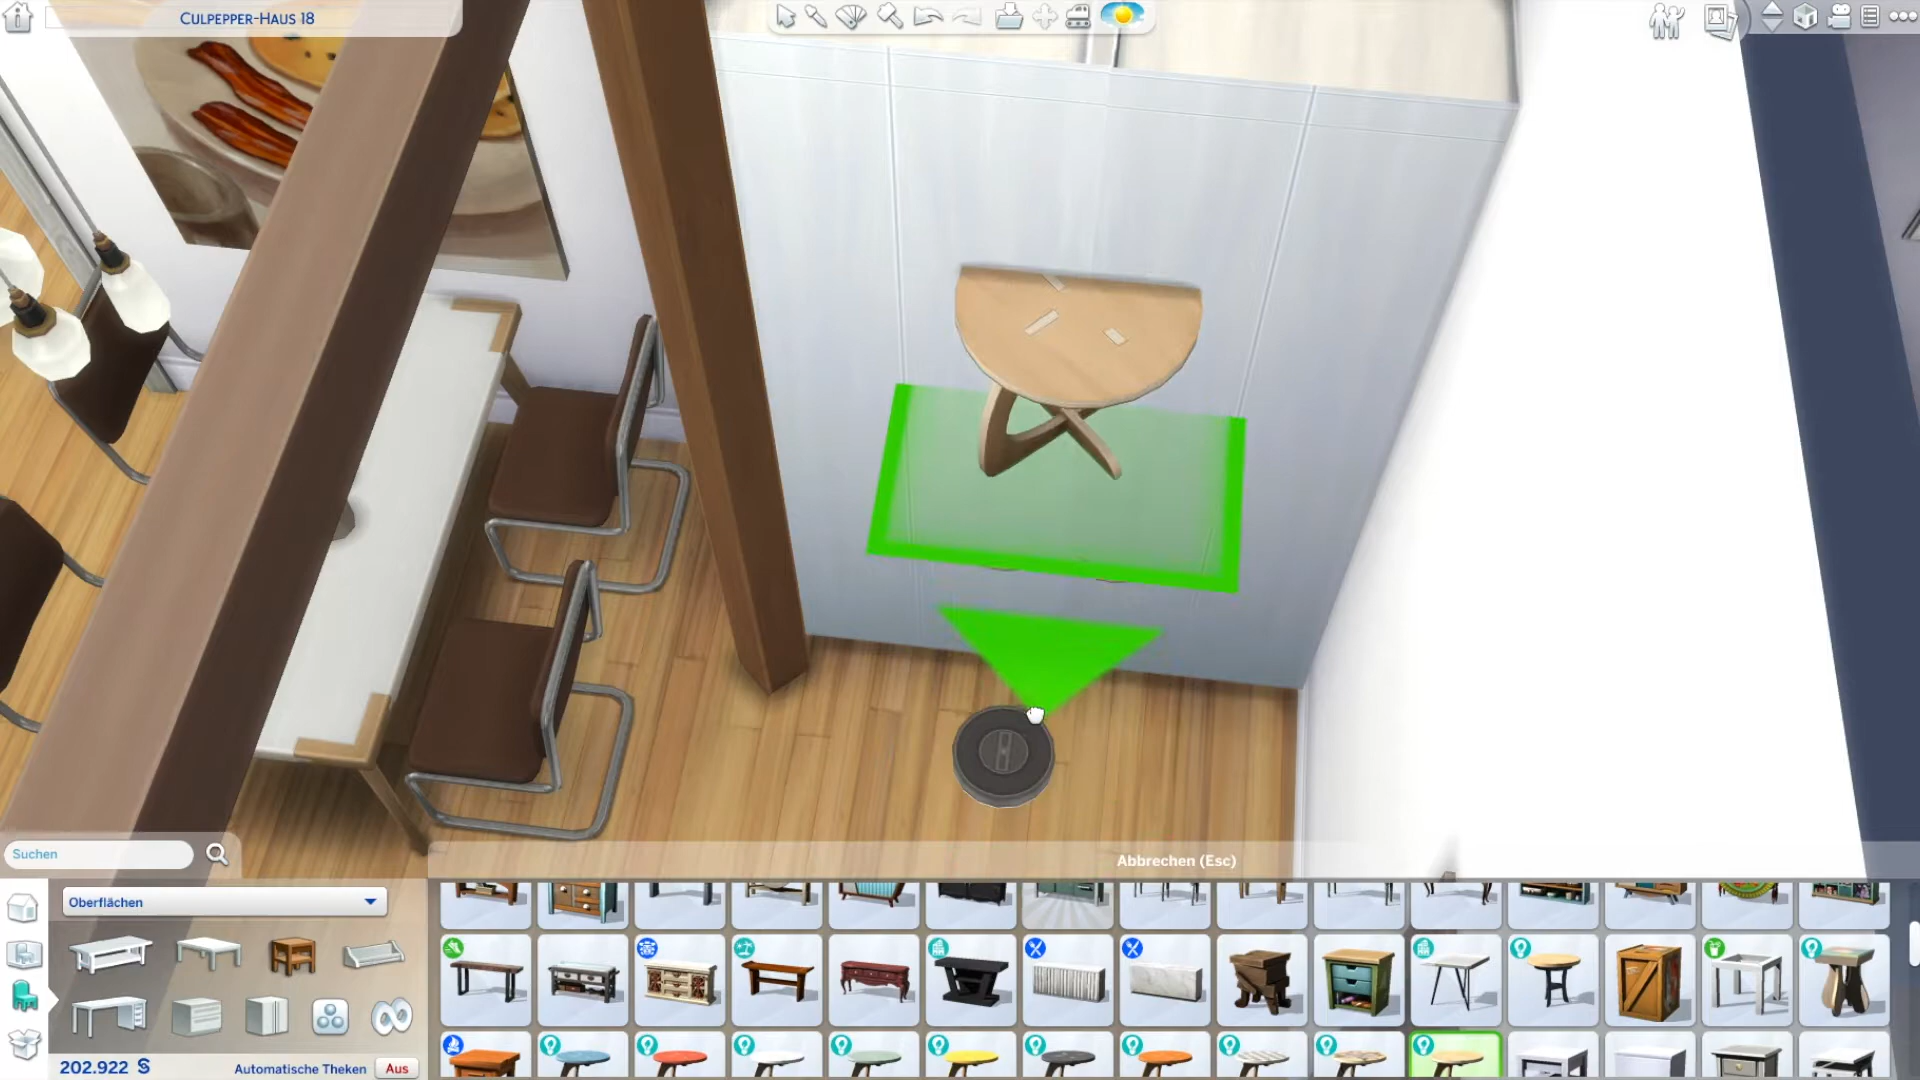 Culpepper-Haus 18
Suchen
Abbrechen (Esc)
Oberflächen
202.922 S
Automatische Theken
Aus